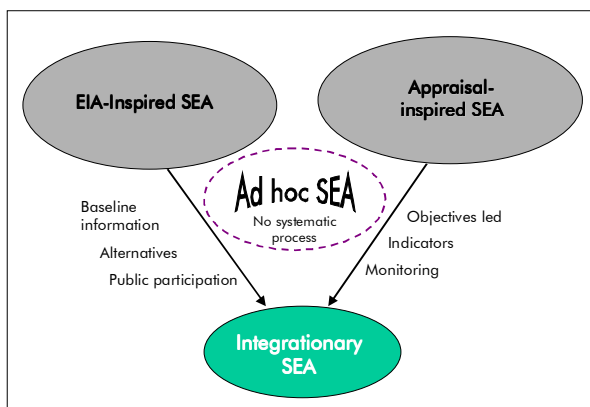 EIA-Inspired SEA
Appraisal-
inspired SEA
Ad hoc SEA
No systematic
process
Baseline
information
Alternatives
Public participation
Objectives led
Indicators
Monitoring
Integrationary
SEA